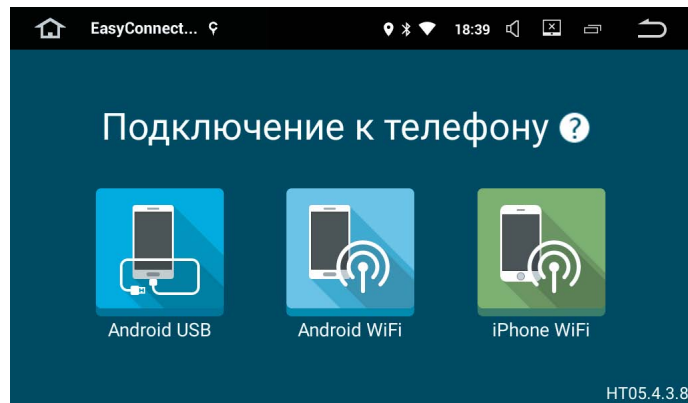 EasyConnect... 18:39
Подключение к телефону ?
Android USB
Android WiFi
iPhone WiFi
HT05.4.3.8